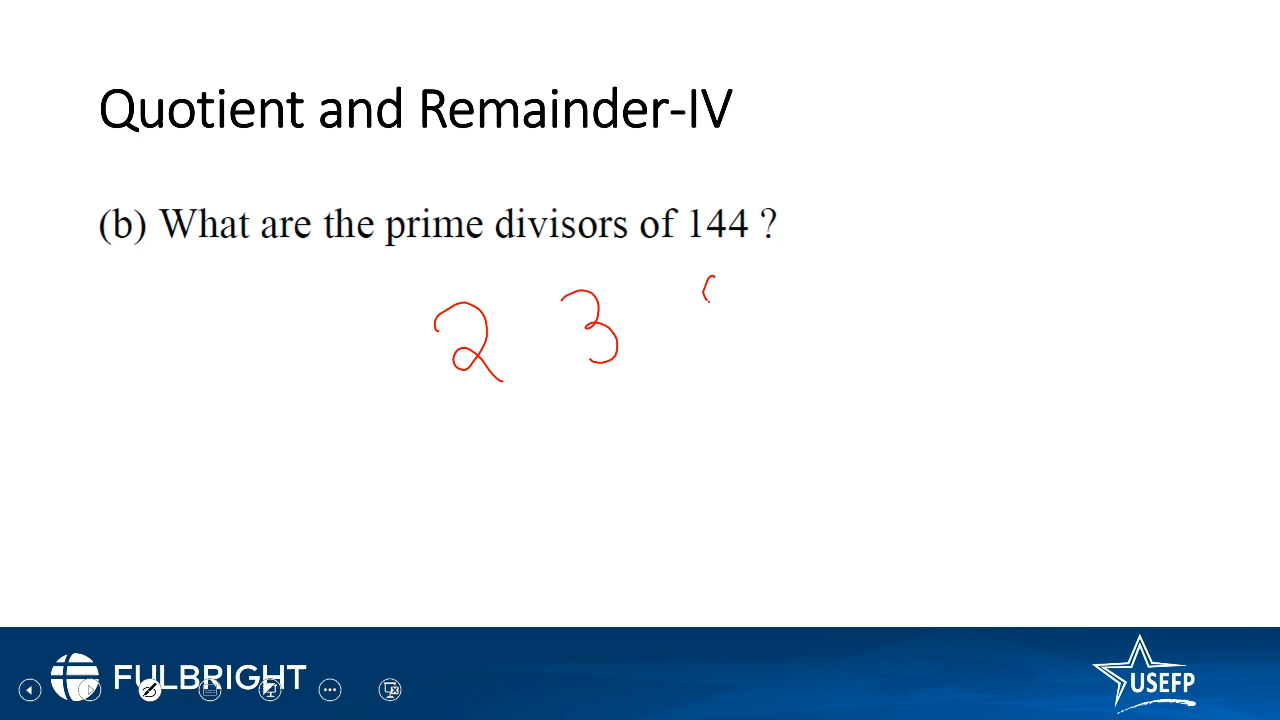 Quotient and Remainder-IV
(b) What are the prime divisors of 144 ?
2 3
FULBRIGHT
USEFP